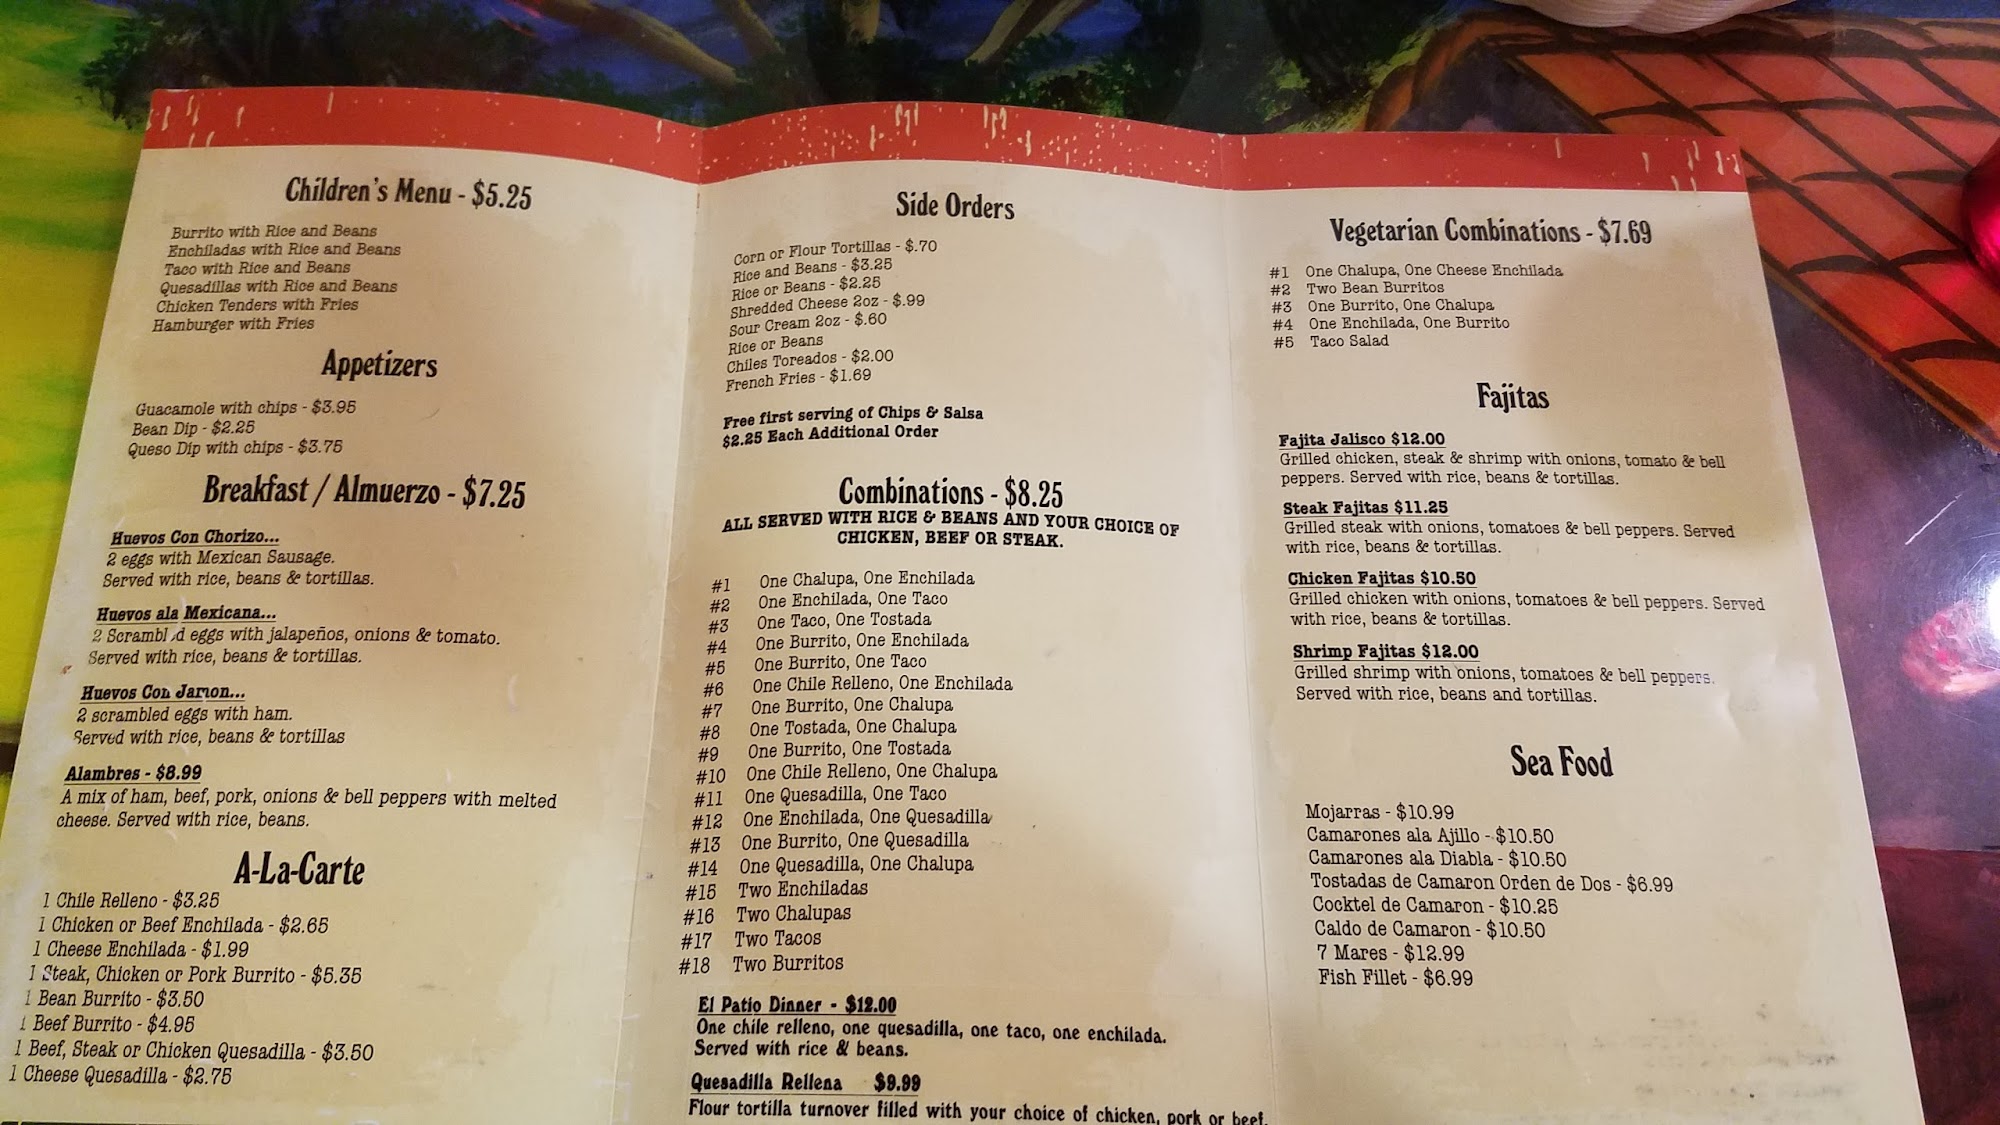 Children's Menu - $5.25
Burrito with Rice and Beans
Enchiladas with Rice and Beans
Taco with Rice and Beans
Quesadillas with Rice and Beans
Chicken Tenders with Fries
Hamburger with Fries
Appetizers
Guacamole with chips - $3.95
Bean Dip - $2.25
Queso Dip with chips - $3.75
Breakfast / Almuerzo - $7.25
Huevos Con Chorizo...
2 eggs with Mexican Sausage.
Served with rice, beans & tortillas.
Huevos ala Mexicana...
2 Scrambled eggs with jalapeños, onions & tomato.
Served with rice, beans & tortillas.
Huevos Con Jamon...
2 scrambled eggs with ham.
Served with rice, beans & tortillas
Alambres - $8.99
A mix of ham, beef, pork, onions & bell peppers with melted
cheese. Served with rice, beans.
A-La-Carte
1 Chile Relleno - $3.25
1 Chicken or Beef Enchilada - $2.65
1 Cheese Enchilada - $1.99
1 Steak, Chicken or Pork Burrito - $5.35
1 Bean Burrito - $3.50
1 Beef Burrito - $4.95
1 Beef, Steak or Chicken Quesadilla - $3.50
1 Cheese Quesadilla - $2.75
Side Orders
Corn or Flour Tortillas - $.70
Rice and Beans - $3.25
Rice or Beans - $2.25
Shredded Cheese 2oz - $.99
Sour Cream 2oz - $.60
Rice or Beans
Chiles Toreados - $2.00
French Fries - $1.69
Free first serving of Chips & Salsa
$2.25 Each Additional Order
Combinations - $8.25
ALL SERVED WITH RICE & BEANS AND YOUR CHOICE OF
CHICKEN, BEEF OR STEAK.
#1 One Chalupa, One Enchilada
#2 One Enchilada, One Taco
#3 One Taco, One Tostada
#4 One Burrito, One Enchilada
#5 One Burrito, One Taco
#6 One Chile Relleno, One Enchilada
#7 One Burrito, One Chalupa
#8 One Tostada, One Chalupa
#9 One Burrito, One Tostada
#10 One Chile Relleno, One Chalupa
#11 One Quesadilla, One Taco
#12 One Enchilada, One Quesadilla
#13 One Burrito, One Quesadilla
#14 One Quesadilla, One Chalupa
#15 Two Enchiladas
#16 Two Chalupas
#17 Two Tacos
#18 Two Burritos
El Patio Dinner - $12.00
One chile relleno, one quesadilla, one taco, one enchilada.
Served with rice & beans.
Quesadilla Rellena $9.99
Flour tortilla turnover filled with your choice of chicken, pork or beef.
Vegetarian Combinations - $7.69
#1 One Chalupa, One Cheese Enchilada
#2 Two Bean Burritos
#3 One Burrito, One Chalupa
#4 One Enchilada, One Burrito
#5 Taco Salad
Fajitas
Fajita Jalisco $12.00
Grilled chicken, steak & shrimp with onions, tomato & bell
peppers. Served with rice, beans & tortillas.
Steak Fajitas $11.25
Grilled steak with onions, tomatoes & bell peppers. Served
with rice, beans & tortillas.
Chicken Fajitas $10.50
Grilled chicken with onions, tomatoes & bell peppers. Served
with rice, beans & tortillas.
Shrimp Fajitas $12.00
Grilled shrimp with onions, tomatoes & bell peppers.
Served with rice, beans and tortillas.
Sea Food
Mojarras - $10.99
Camarones ala Ajillo - $10.50
Camarones ala Diabla - $10.50
Tostadas de Camaron Orden de Dos - $6.99
Cocktel de Camaron - $10.25
Caldo de Camaron - $10.50
7 Mares - $12.99
Fish Fillet - $6.99